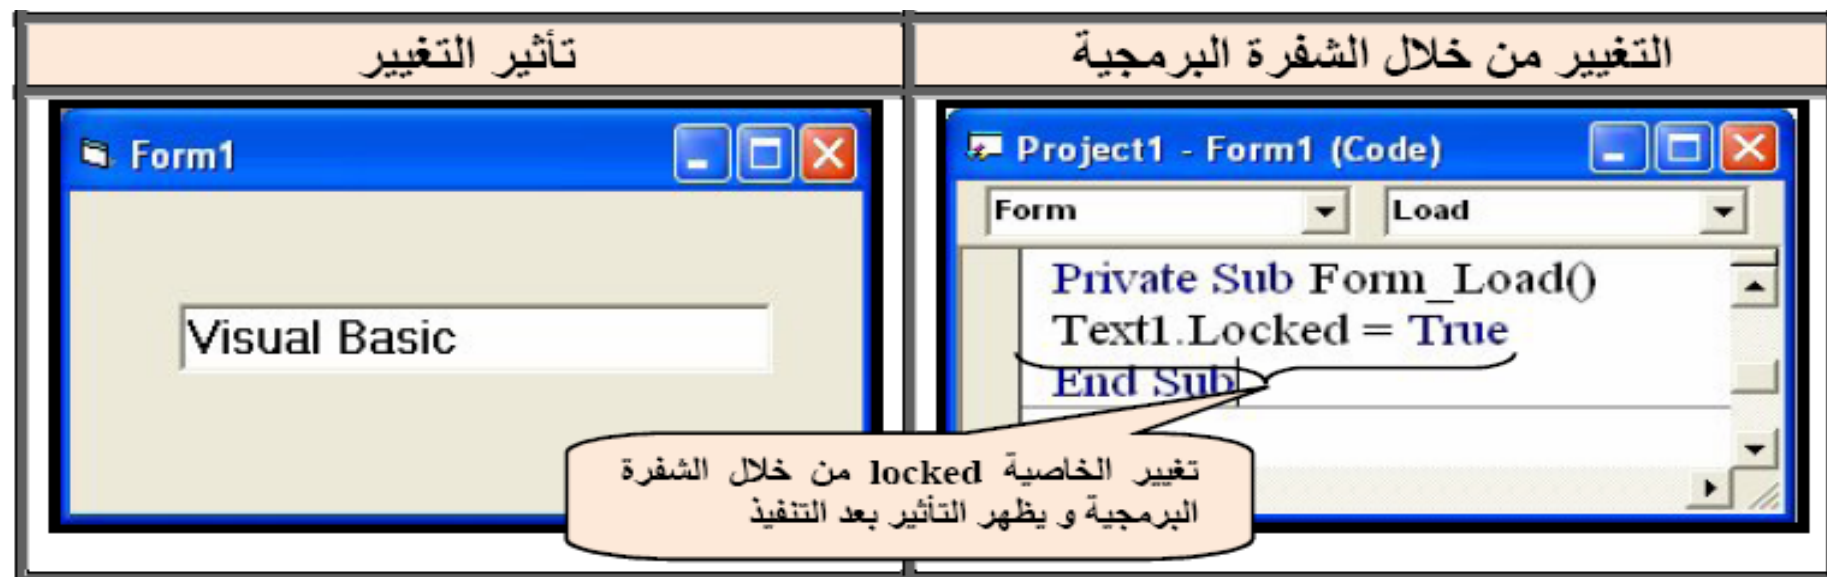 التغيير من خلال الشفرة البرمجية
تأثير التغيير
Project1 - Form1 (Code)
Form
Load
Private Sub Form_Load()
Text1.Locked = True
End Sub
تغيير الخاصية locked من خلال الشفرة
البرمجية و يظهر التأثير بعد التنفيذ
Form1
Visual Basic